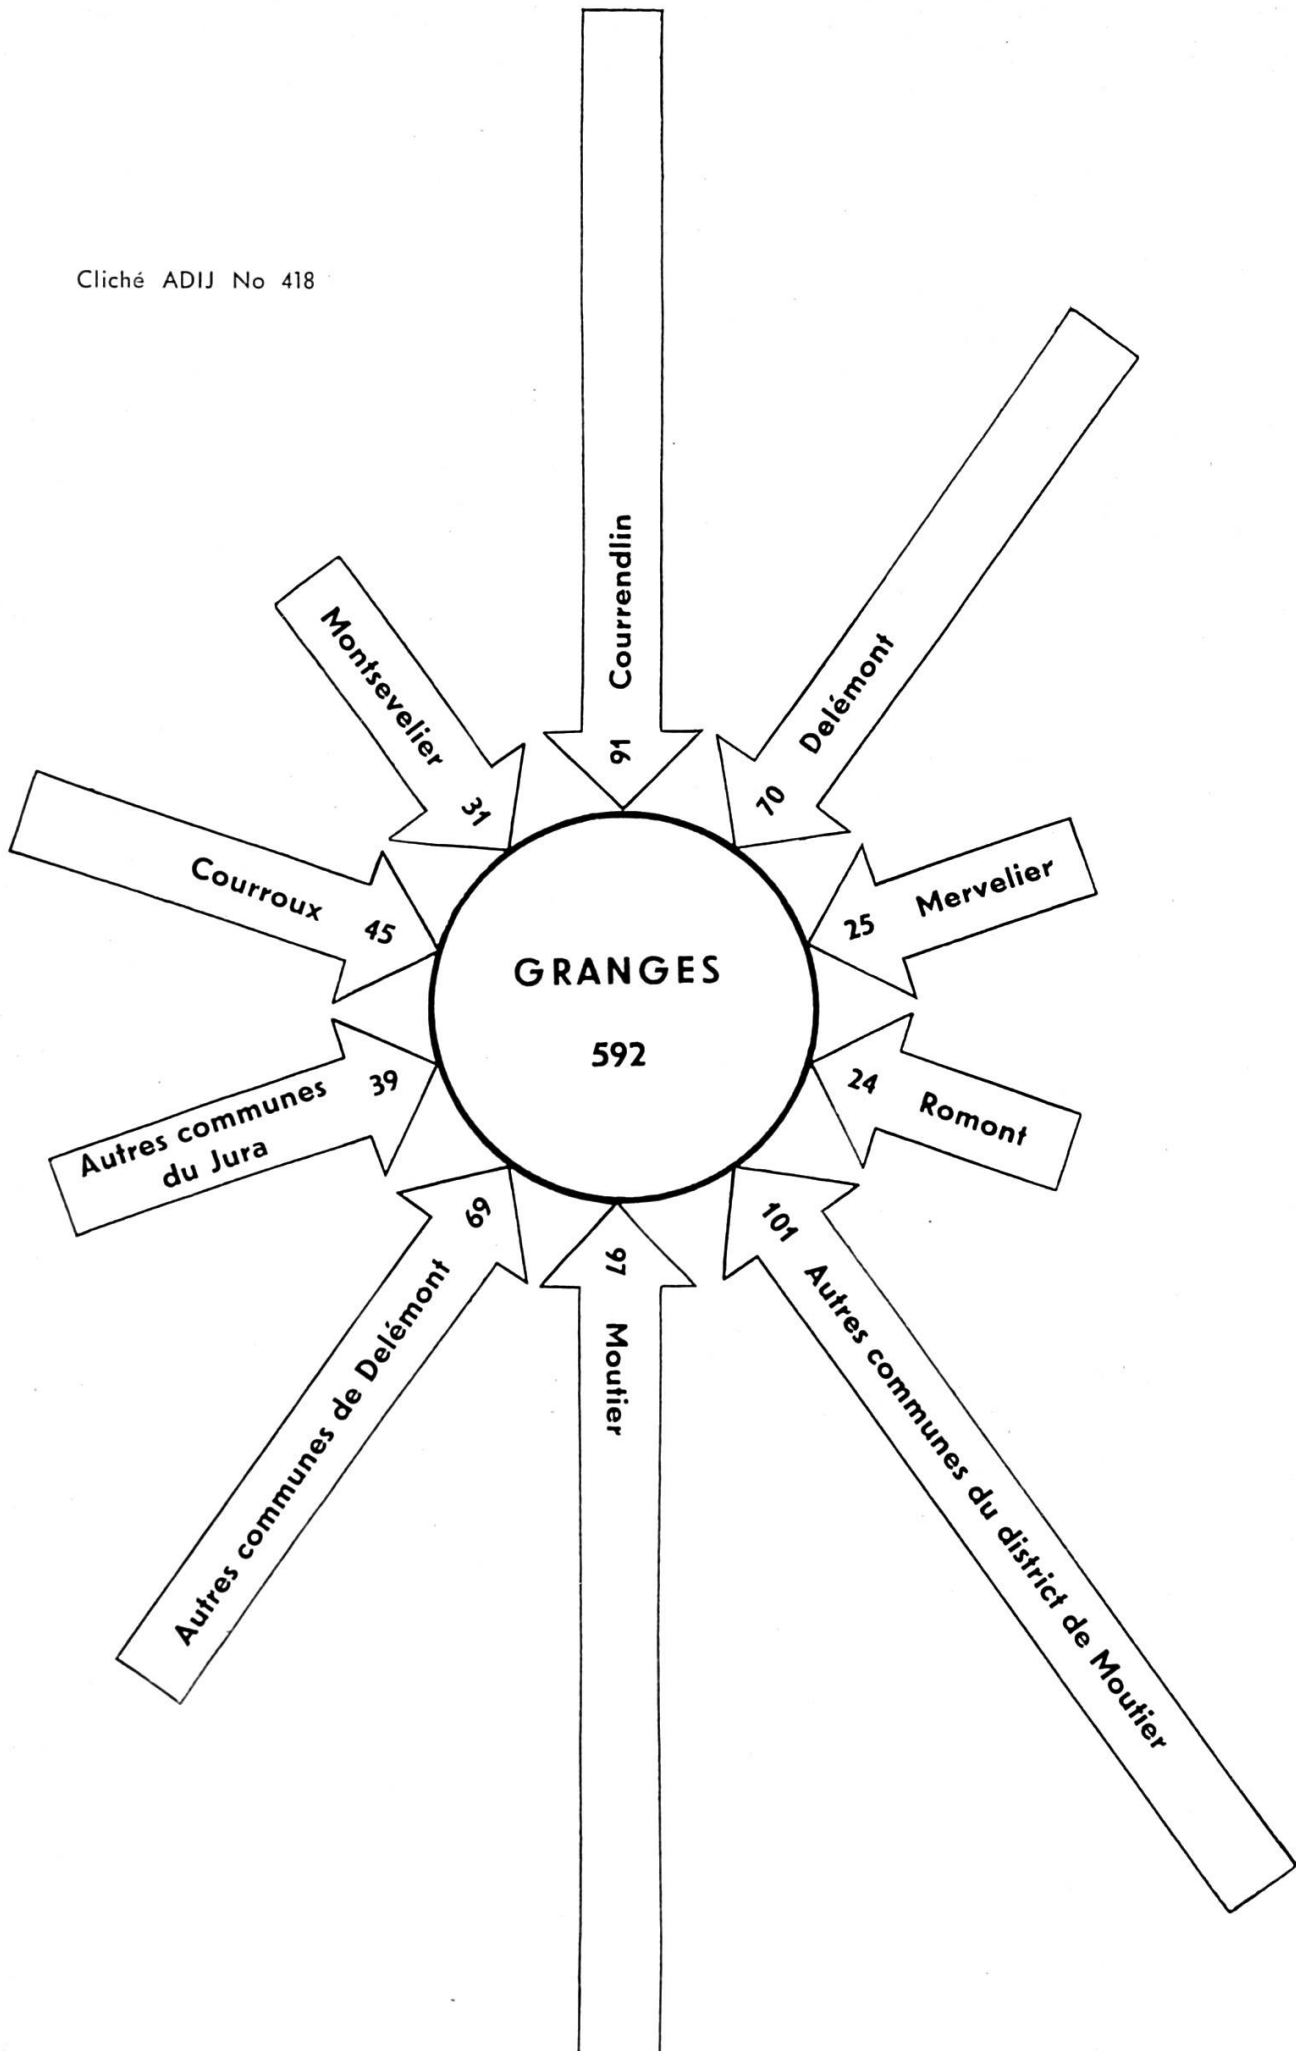 Cliché ADIJ No 418
Courrendlin
91
Delémont
70
Montsevelier
31
Mervelier
25
Courroux
45
GRANGES
592
Autres communes
du Jura
39
Romont
24
Autres communes de Delémont
69
97
Moutier
101
Autres communes du district de Moutier